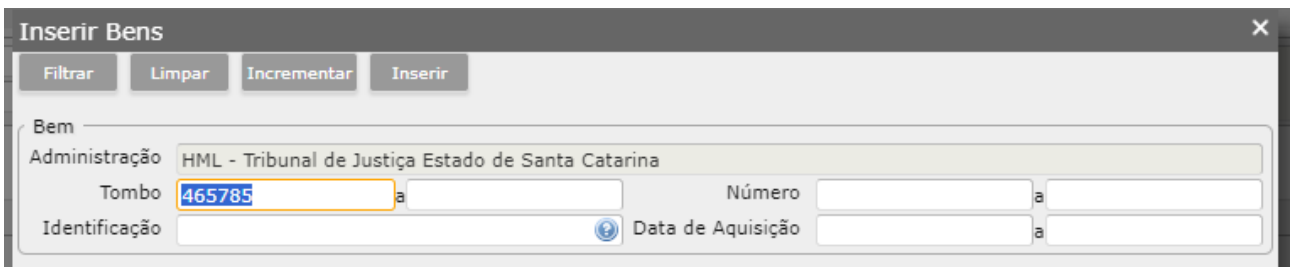 Inserir Bens ×
Filtrar Limpar Incrementar Inserir
Bem
Administração HML - Tribunal de Justiça Estado de Santa Catarina
Tombo 465785 a Número a
Identificação Data de Aquisição a